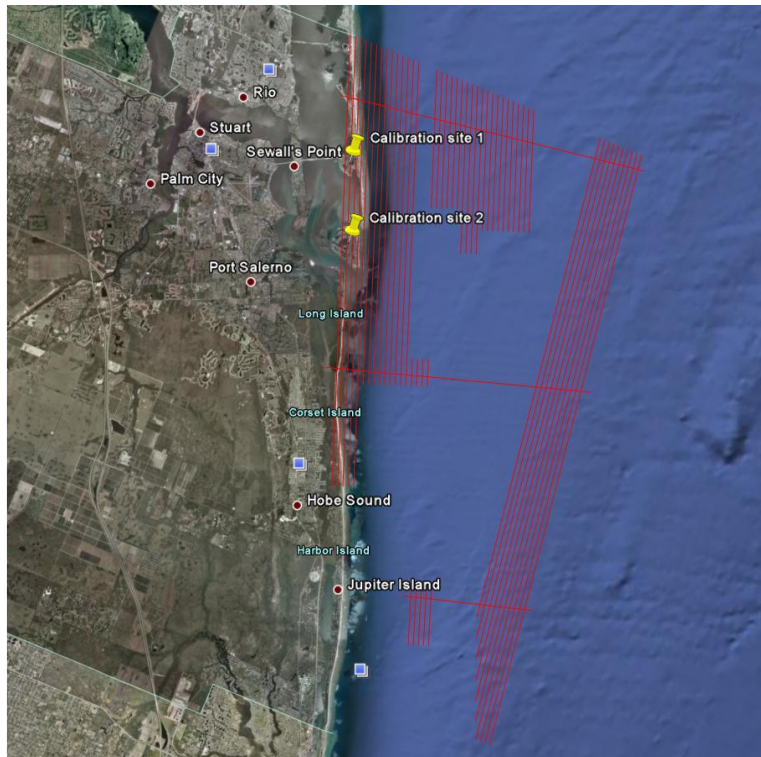 Rio
Stuart
Calibration site 1
Sewall's Point
Palm City
Calibration site 2
Port Salerno
Long Island
Corset Island
Hobe Sound
Harbor Island
Jupiter Island